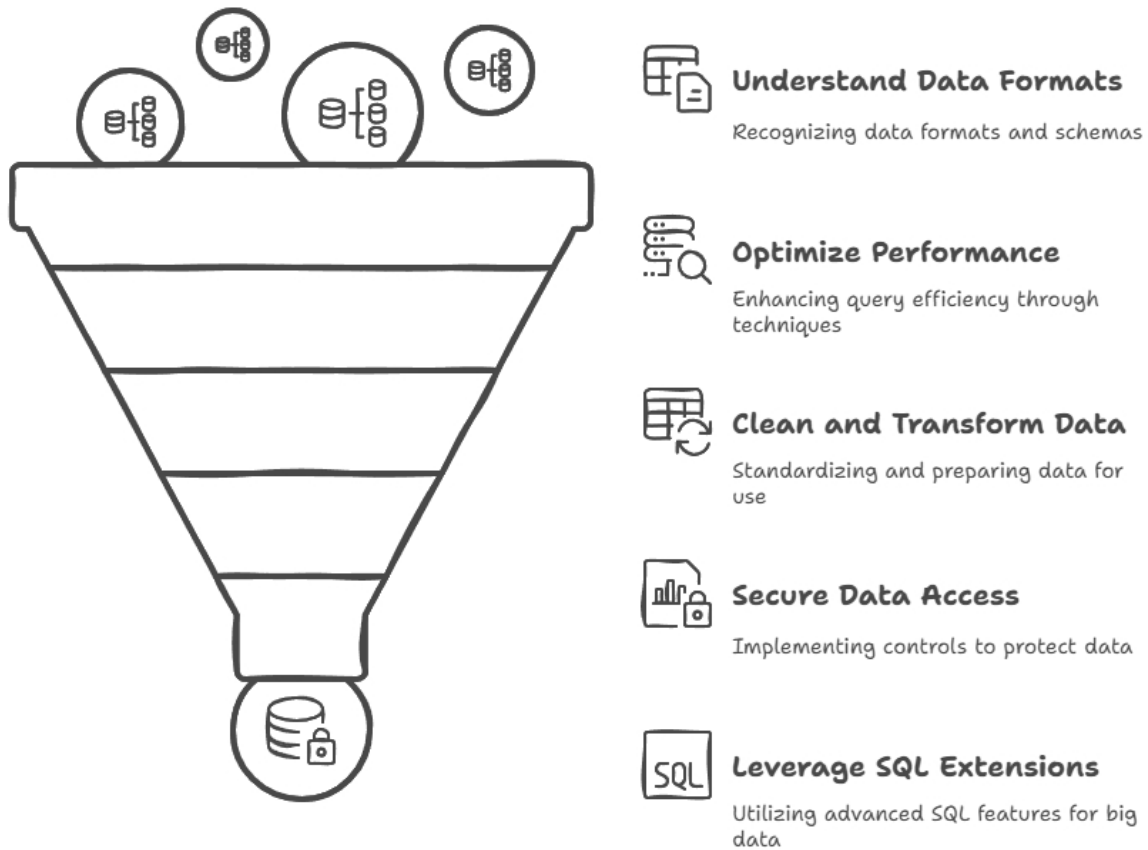 Understand Data Formats
Recognizing data formats and schemas
Optimize Performance
Enhancing query efficiency through
techniques
Clean and Transform Data
Standardizing and preparing data for
use
Secure Data Access
Implementing controls to protect data
SQL
Leverage SQL Extensions
Utilizing advanced SQL features for big
data